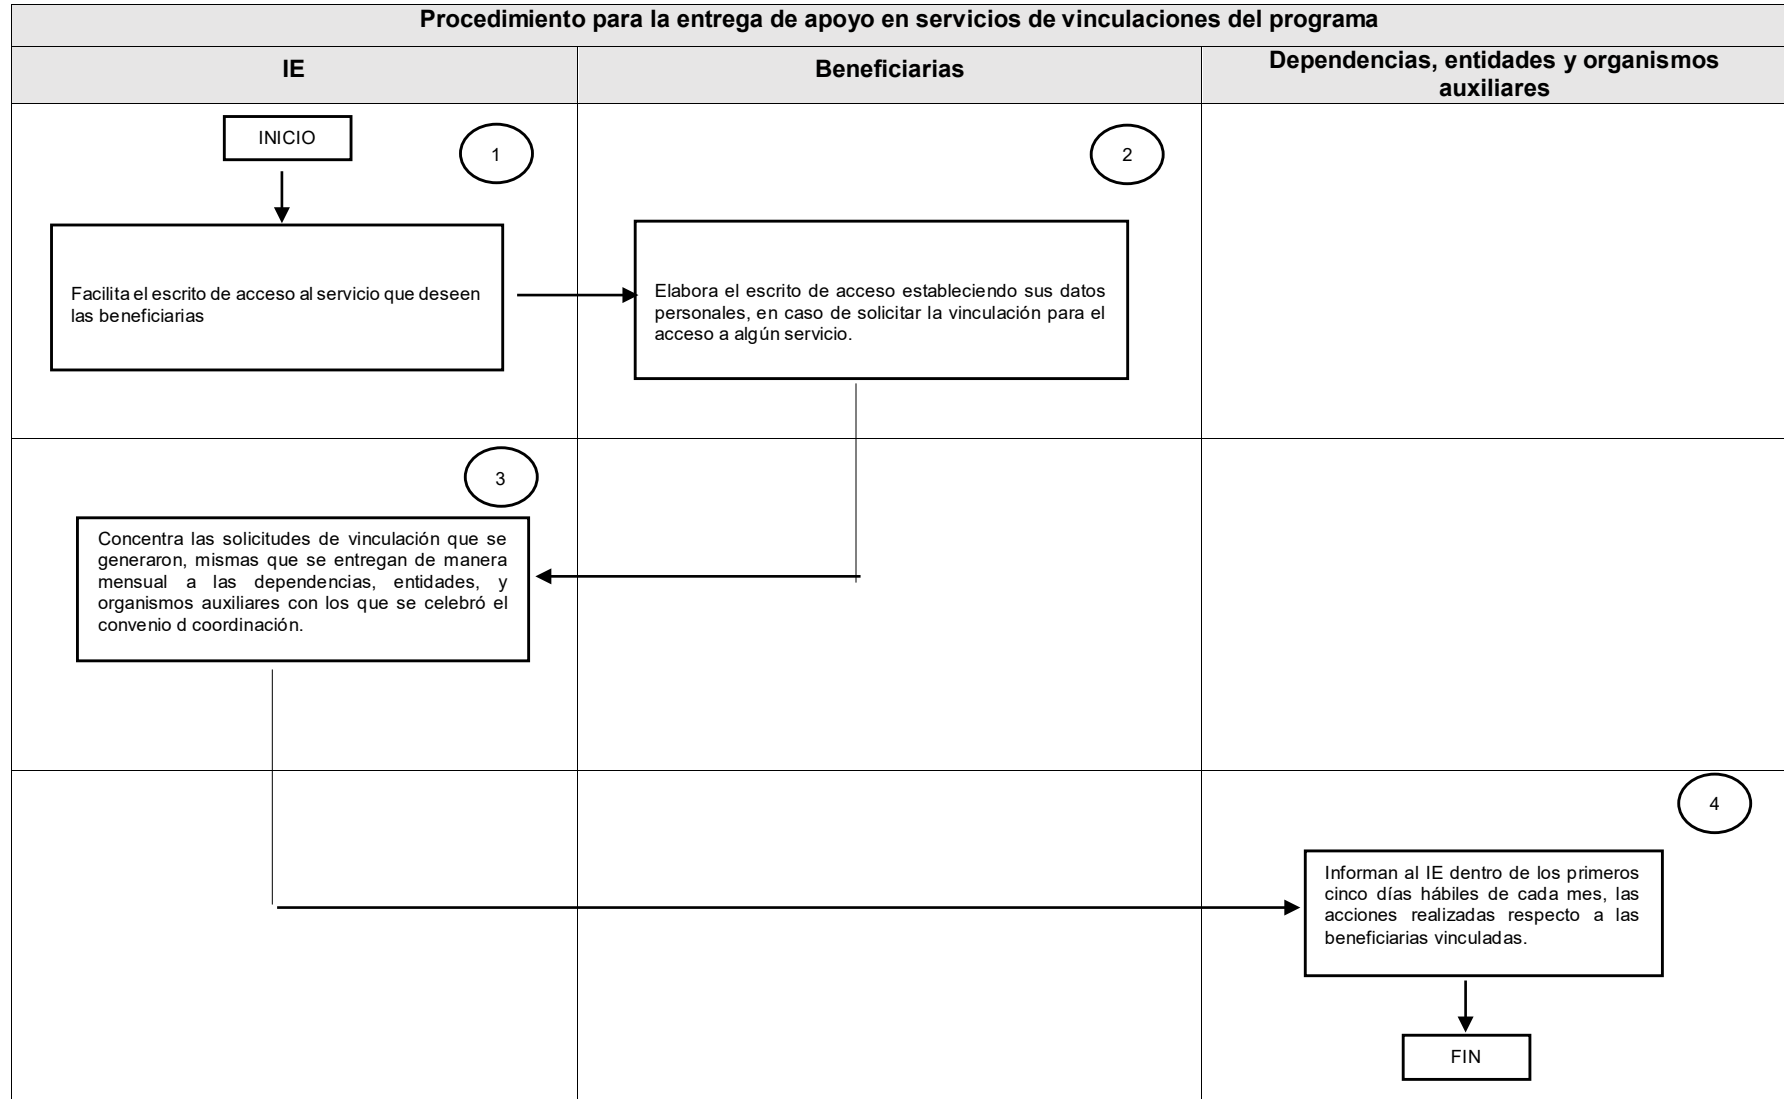 Procedimiento para la entrega de apoyo en servicios de vinculaciones del programa
IE
Beneficiarias
Dependencias, entidades y organismos
auxiliares
INICIO
1
2
Facilita el escrito de acceso al servicio que deseen
las beneficiarias
Elabora el escrito de acceso estableciendo sus datos
personales, en caso de solicitar la vinculación para el
acceso a algún servicio.
3
Concentra las solicitudes de vinculación que se
generaron, mismas que se entregan de manera
mensual a las dependencias, entidades, y
organismos auxiliares con los que se celebró el
convenio d coordinación.
4
Informan al IE dentro de los primeros
cinco días hábiles de cada mes, las
acciones realizadas respecto a las
beneficiarias vinculadas.
FIN